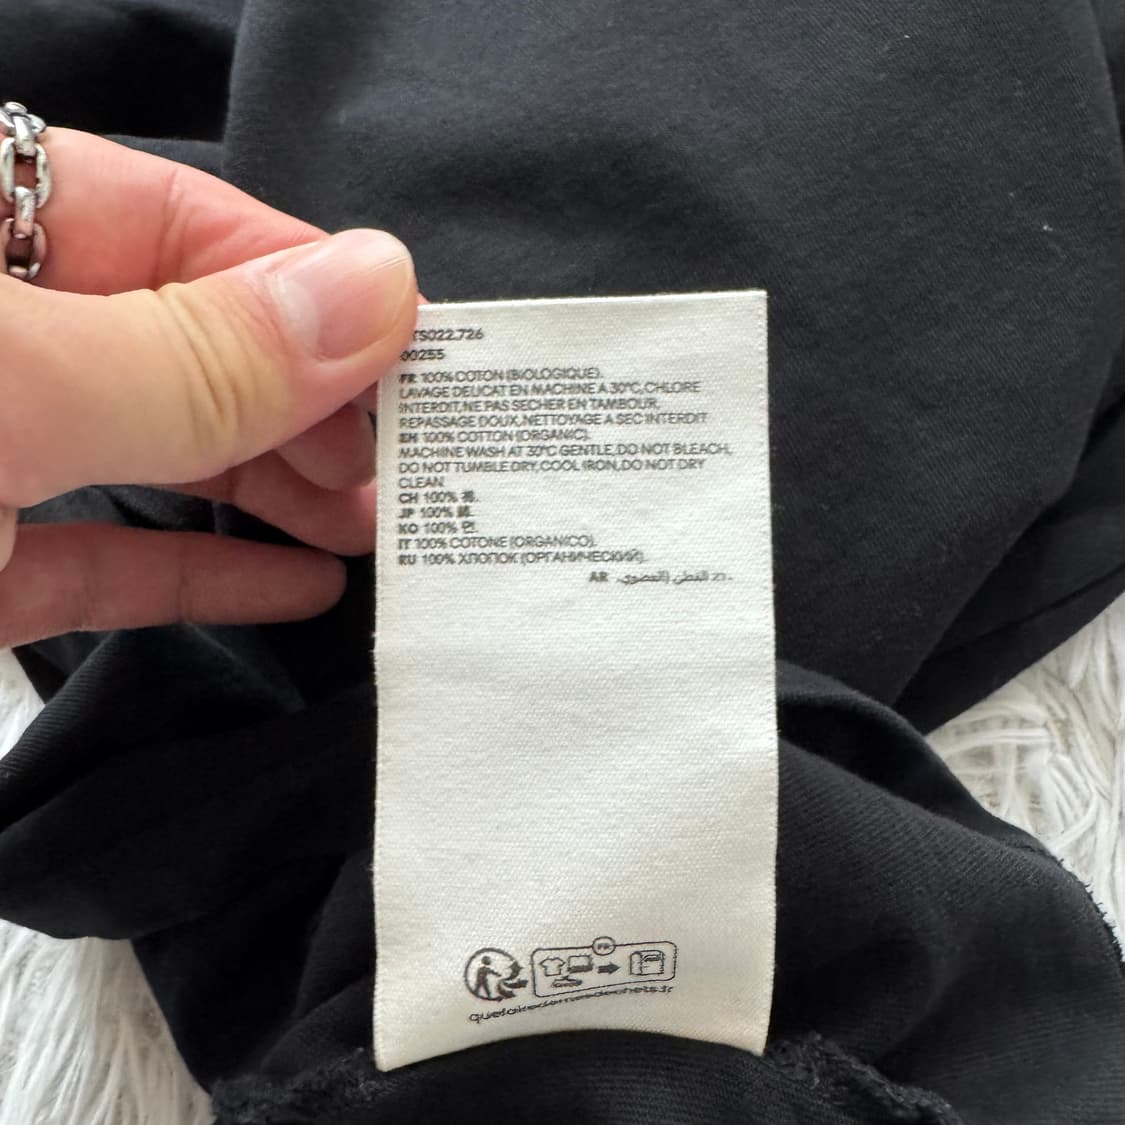 TS022.726
00255
FR 100% COTON (BIOLOGIQUE).
LAVAGE DELICAT EN MACHINE A 30°C, CHLORE
INTERDIT, NE PAS SECHER EN TAMBOUR,
REPASSAGE DOUX, NETTOYAGE A SEC INTERDIT
EN 100% COTTON (ORGANIC).
MACHINE WASH AT 30°C GENTLE, DO NOT BLEACH,
DO NOT TUMBLE DRY, COOL IRON, DO NOT DRY
CLEAN
CH 100% 棉.
JP 100% 綿.
KO 100% 면.
IT 100% COTONE (ORGANICO).
RU 100% ХЛОПОК (ОРГАНИЧЕСКИЙ).
AR القطن (العضوي).
FR
quefairedemesdechets.fr